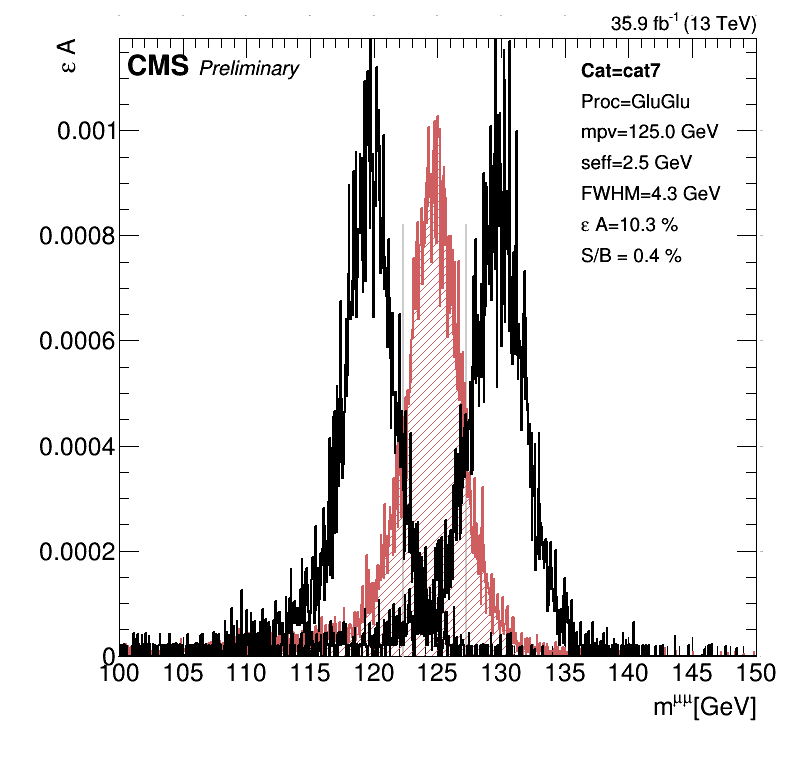 35.9 fb⁻¹ (13 TeV)
ε A
CMS Preliminary
Cat=cat7
Proc=GluGlu
mpv=125.0 GeV
seff=2.5 GeV
FWHM=4.3 GeV
ε A=10.3 %
S/B = 0.4 %
0.001
0.0008
0.0006
0.0004
0.0002
0
100 105 110 115 120 125 130 135 140 145 150
m^μμ[GeV]